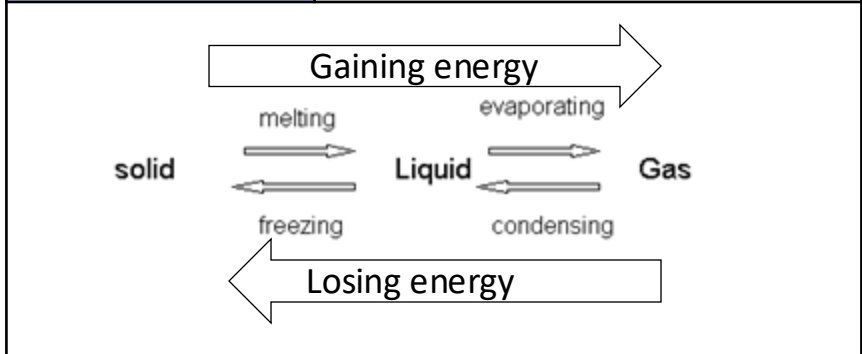 Gaining energy
melting evaporating
solid Liquid Gas
freezing condensing
Losing energy